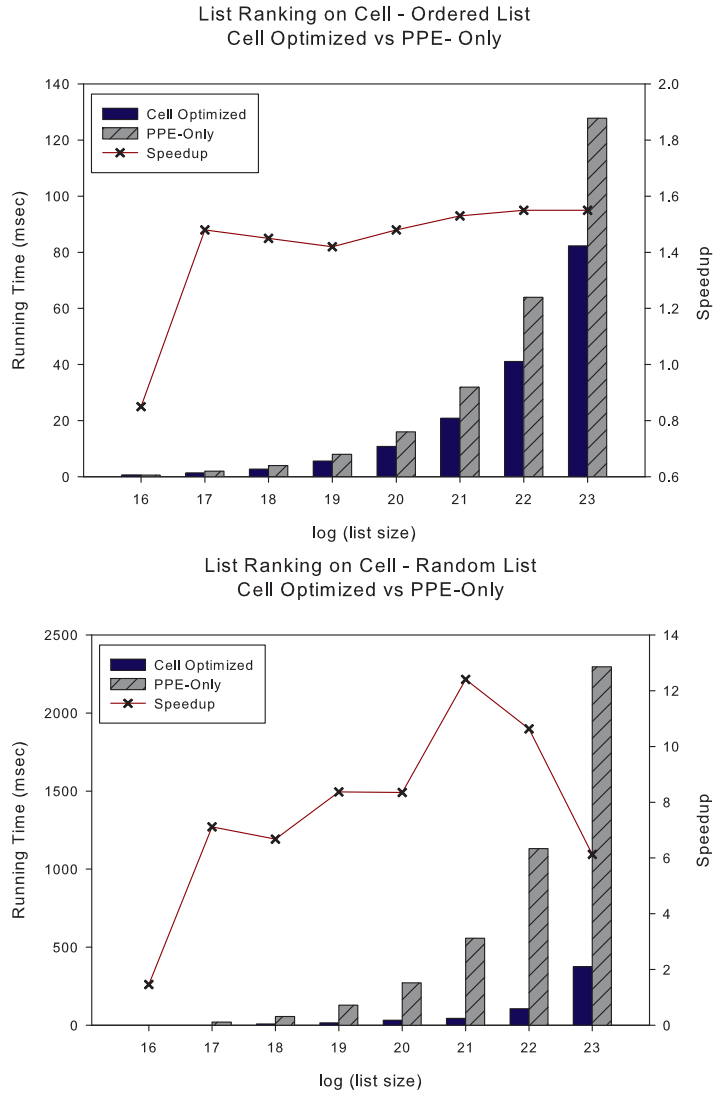 List Ranking on Cell - Ordered List
Cell Optimized vs PPE- Only
140
120
100
80
60
40
20
0
Running Time (msec)
Cell Optimized
PPE-Only
Speedup
2.0
1.8
1.6
1.4
1.2
1.0
0.8
0.6
Speedup
16 17 18 19 20 21 22 23
log (list size)
List Ranking on Cell - Random List
Cell Optimized vs PPE-Only
2500
2000
1500
1000
500
0
Running Time (msec)
Cell Optimized
PPE-Only
Speedup
14
12
10
8
6
4
2
0
Speedup
16 17 18 19 20 21 22 23
log (list size)